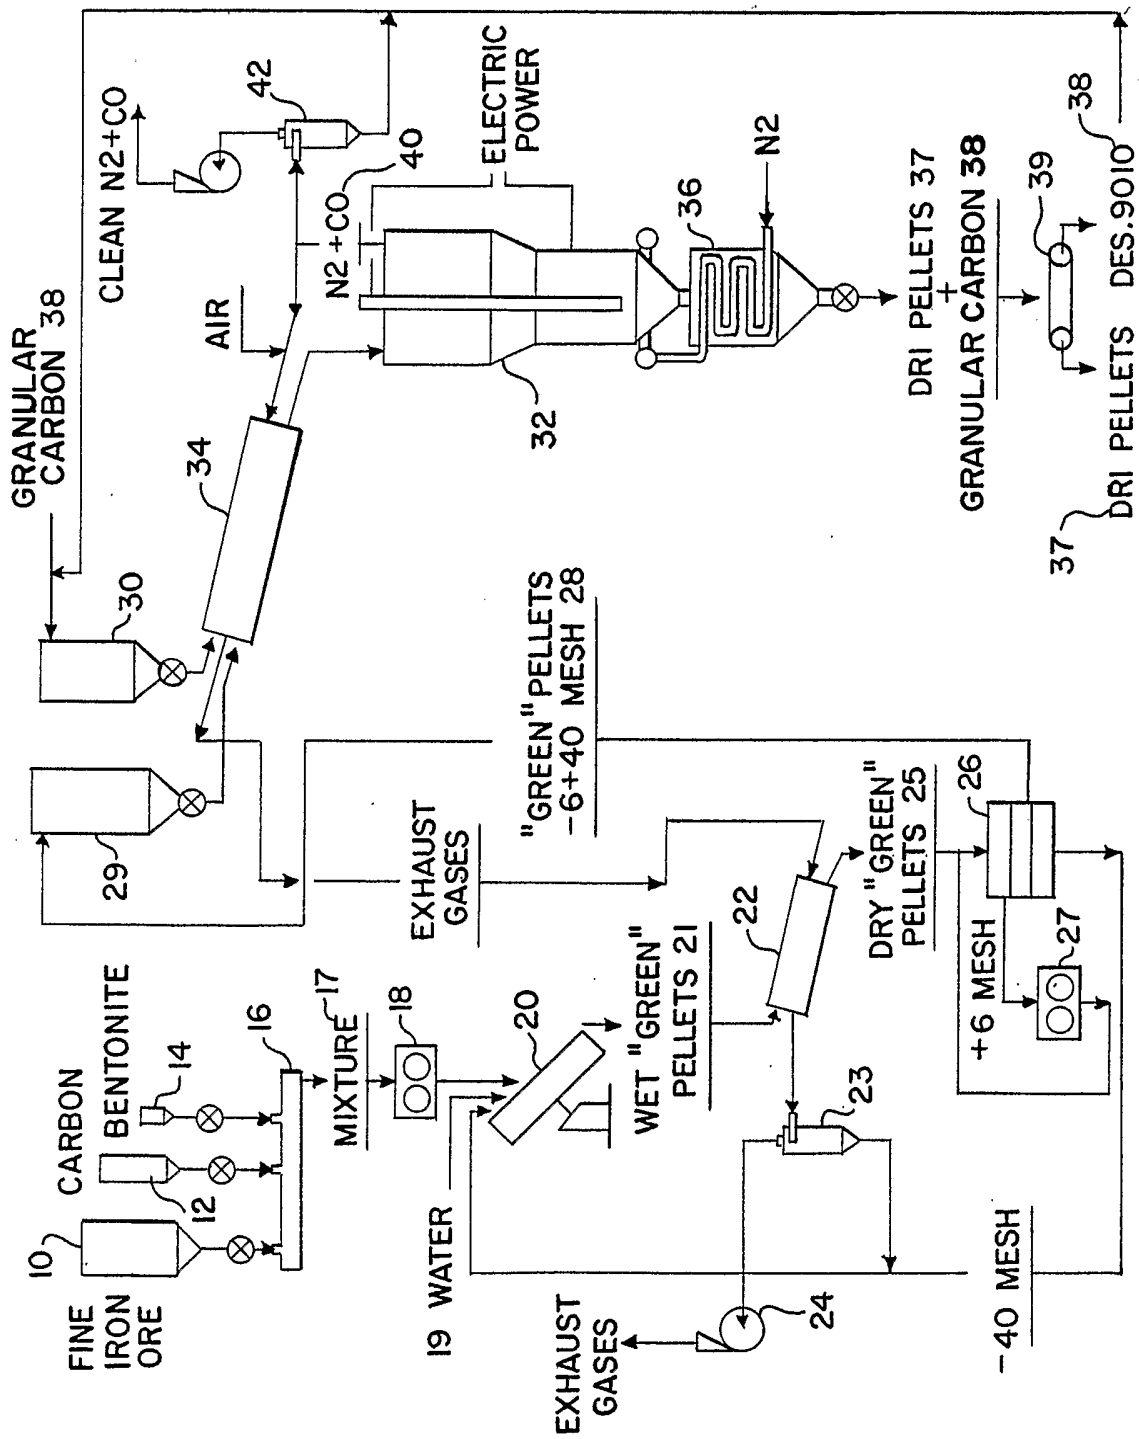 FINE
IRON
ORE
10
CARBON
12
BENTONITE
14
16
17
MIXTURE
18
19 WATER
20
29
30
GRANULAR
CARBON 38
34
AIR
CLEAN N2+CO
42
N2+CO
40
ELECTRIC
POWER
32
36
N2
EXHAUST
GASES
"GREEN" PELLETS
-6+40 MESH 28
WET "GREEN"
PELLETS 21
22
23
EXHAUST
GASES
24
DRY "GREEN"
PELLETS 25
26
+6 MESH
27
-40 MESH
DRI PELLETS 37
+
GRANULAR CARBON 38
39
37
DRI PELLETS
DES.9010
38